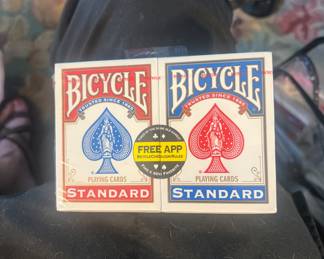 BICYCLE
TRUSTED SINCE 1885
PLAYING CARDS
STANDARD
FREE APP
BICYCLE
TRUSTED SINCE 1885
PLAYING CARDS
STANDARD